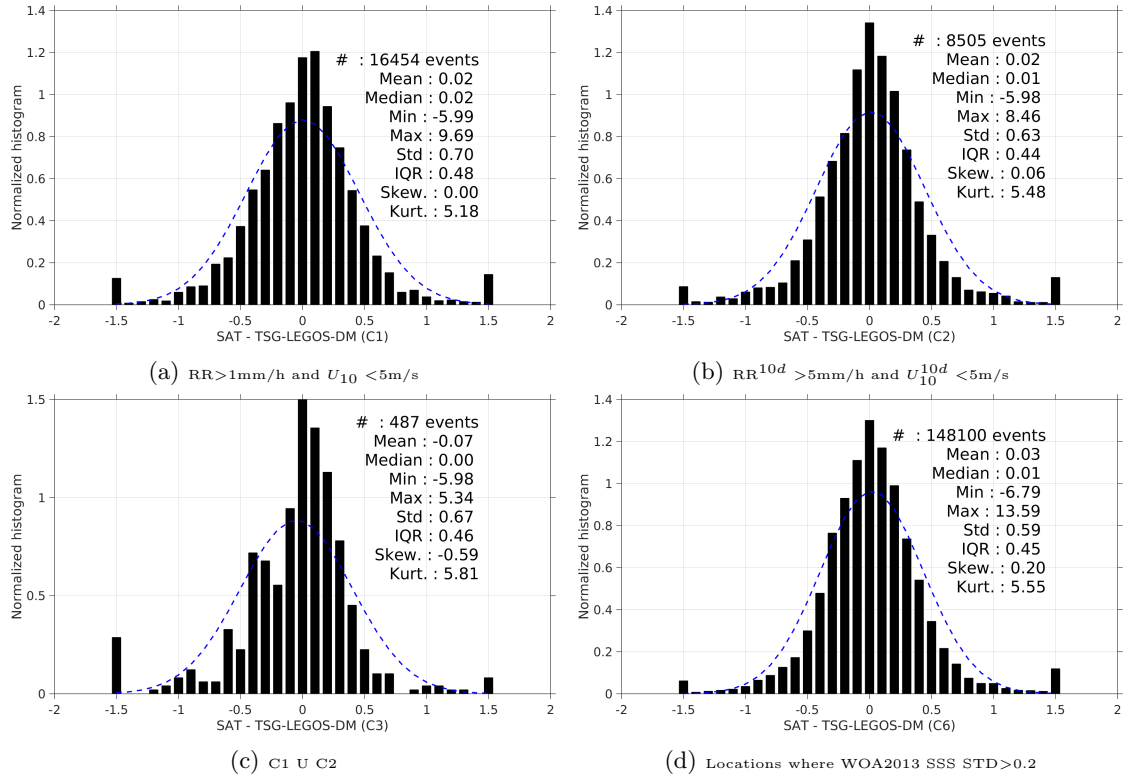 1.4
1.2
1
0.8
0.6
0.4
0.2
0
Normalized histogram
# : 16454 events
Mean : 0.02
Median : 0.02
Min : -5.99
Max : 9.69
Std : 0.70
IQR : 0.48
Skew. : 0.00
Kurt. : 5.18
-2 -1.5 -1 -0.5 0 0.5 1 1.5 2
SAT - TSG-LEGOS-DM (C1)
(a) RR>1mm/h and U10 <5m/s
1.4
1.2
1
0.8
0.6
0.4
0.2
0
Normalized histogram
# : 8505 events
Mean : 0.02
Median : 0.01
Min : -5.98
Max : 8.46
Std : 0.63
IQR : 0.44
Skew. : 0.06
Kurt. : 5.48
-2 -1.5 -1 -0.5 0 0.5 1 1.5 2
SAT - TSG-LEGOS-DM (C2)
(b) RR^10d >5mm/h and U10^10d <5m/s
1.5
1
0.5
0
Normalized histogram
# : 487 events
Mean : -0.07
Median : 0.00
Min : -5.98
Max : 5.34
Std : 0.67
IQR : 0.46
Skew. : -0.59
Kurt. : 5.81
-2 -1.5 -1 -0.5 0 0.5 1 1.5 2
SAT - TSG-LEGOS-DM (C3)
(c) C1 U C2
1.4
1.2
1
0.8
0.6
0.4
0.2
0
Normalized histogram
# : 148100 events
Mean : 0.03
Median : 0.01
Min : -6.79
Max : 13.59
Std : 0.59
IQR : 0.45
Skew. : 0.20
Kurt. : 5.55
-2 -1.5 -1 -0.5 0 0.5 1 1.5 2
SAT - TSG-LEGOS-DM (C6)
(d) Locations where WOA2013 SSS STD>0.2